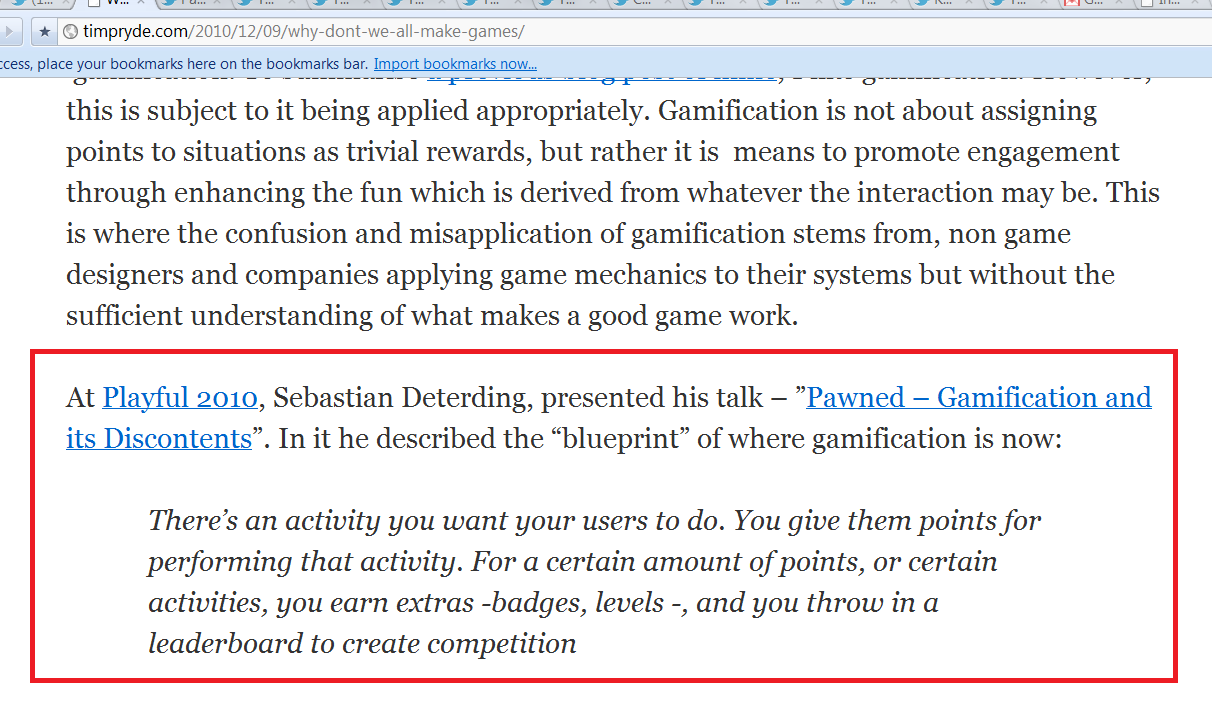 timpryde.com/2010/12/09/why-dont-we-all-make-games/
ccess, place your bookmarks here on the bookmarks bar. Import bookmarks now...
this is subject to it being applied appropriately. Gamification is not about assigning
points to situations as trivial rewards, but rather it is  means to promote engagement
through enhancing the fun which is derived from whatever the interaction may be. This
is where the confusion and misapplication of gamification stems from, non game
designers and companies applying game mechanics to their systems but without the
sufficient understanding of what makes a good game work.
At Playful 2010, Sebastian Deterding, presented his talk – ”Pawned – Gamification and
its Discontents”. In it he described the “blueprint” of where gamification is now:
There’s an activity you want your users to do. You give them points for
performing that activity. For a certain amount of points, or certain
activities, you earn extras -badges, levels -, and you throw in a
leaderboard to create competition